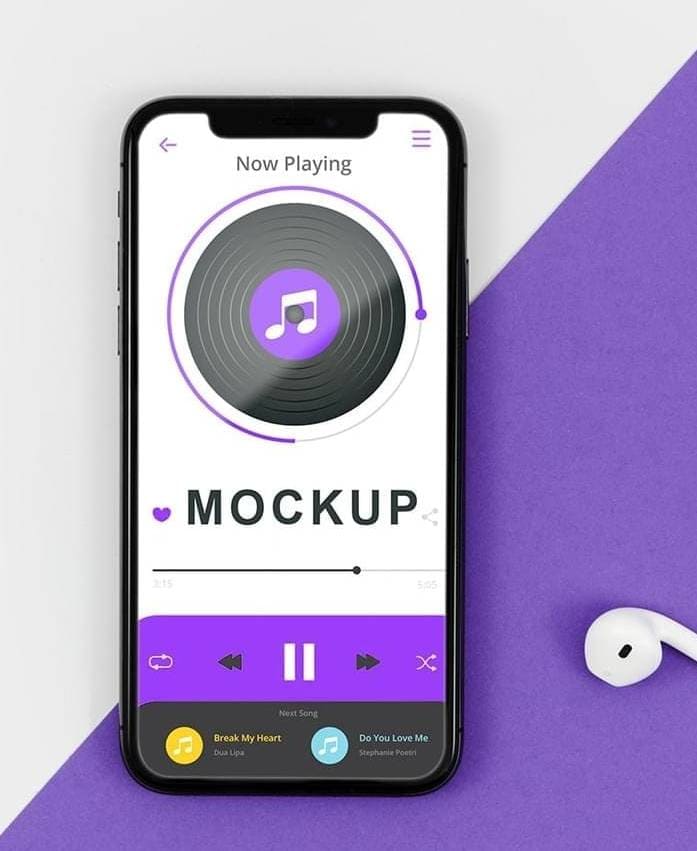 Now Playing
MOCKUP
3:15 5:05
Next Song
Break My Heart Do You Love Me
Dua Lipa Stephanie Poetri